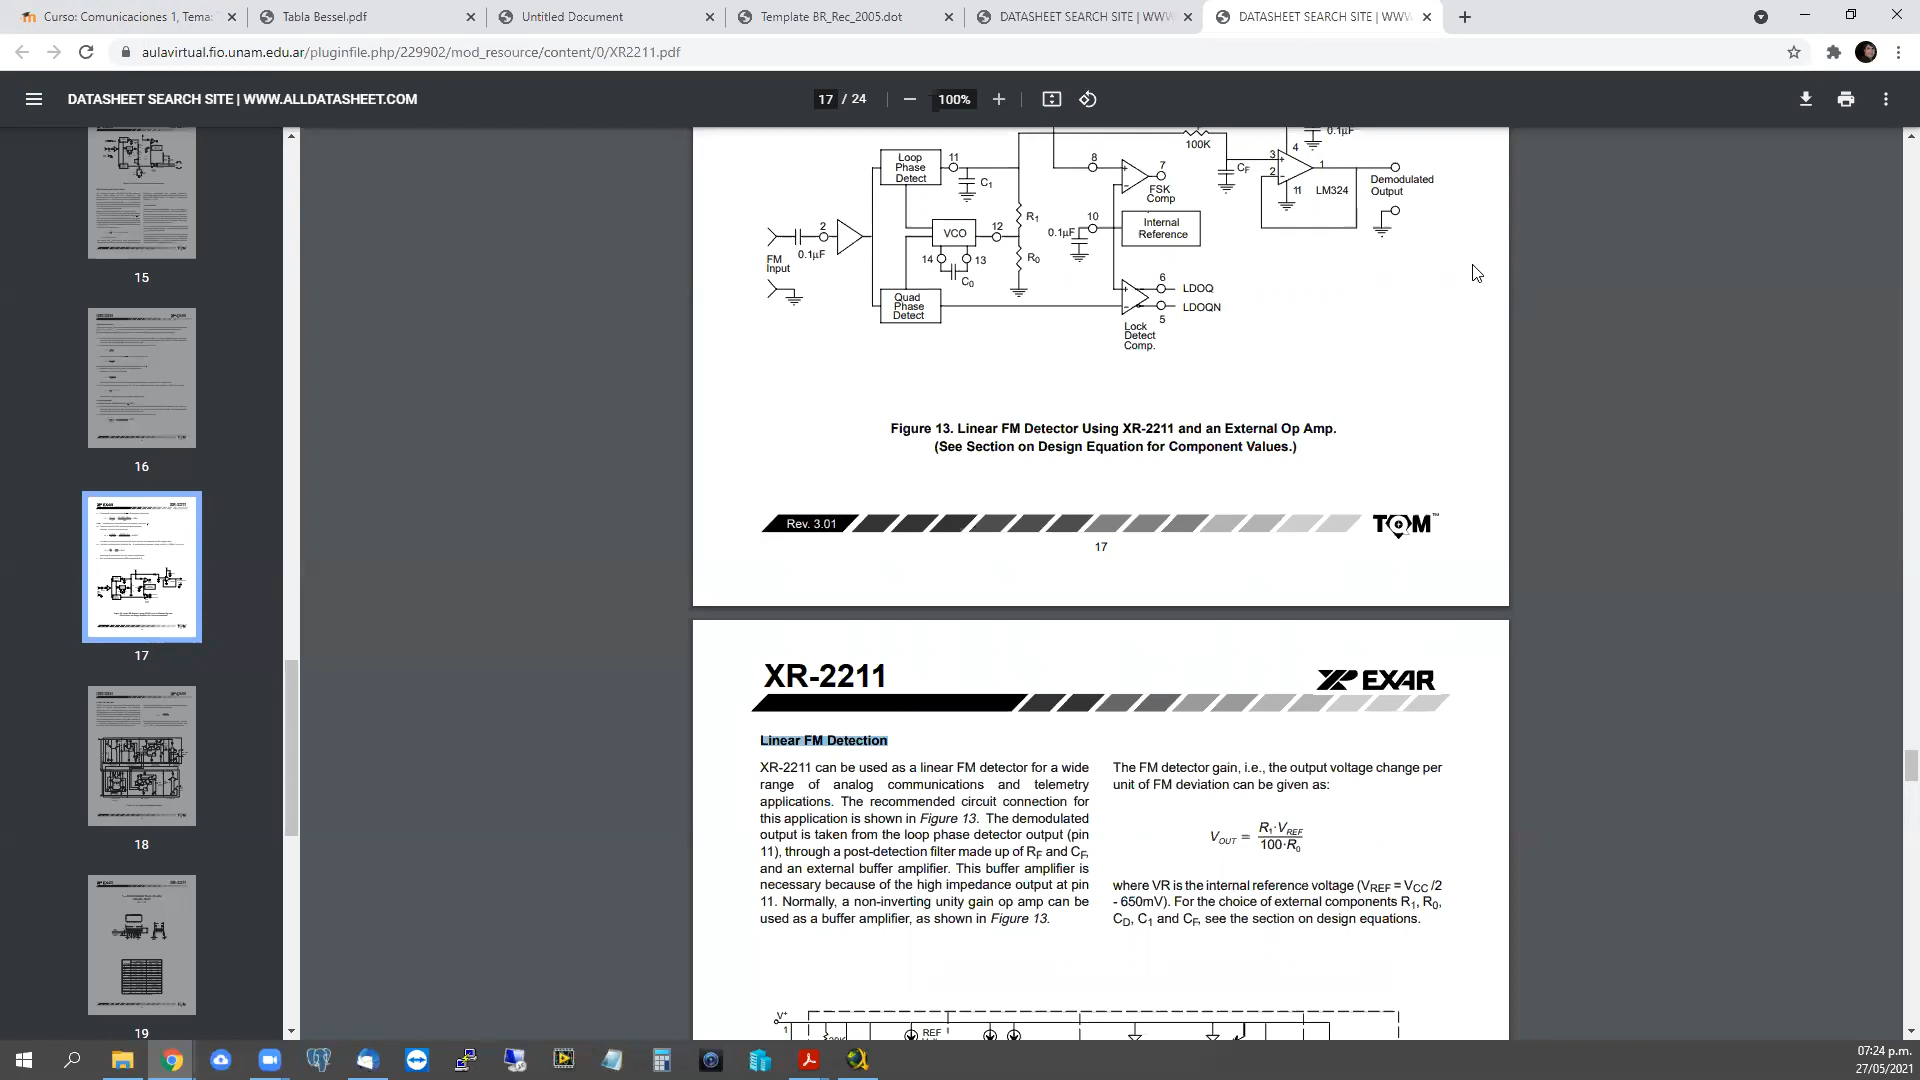 Curso: Comunicaciones 1, Tema:
Tabla Bessel.pdf
Untitled Document
Template BR_Rec_2005.dot
DATASHEET SEARCH SITE | WWW
DATASHEET SEARCH SITE | WWW.
aulavirtual.fio.unam.edu.ar/pluginfile.php/229902/mod_resource/content/0/XR2211.pdf
DATASHEET SEARCH SITE | WWW.ALLDATASHEET.COM
17 / 24
100%
15
16
17
18
19
0.1µF
100K
Loop
Phase
Detect
11
C1
8
7
FSK
Comp
CF
3
2
4
1
11
LM324
Demodulated
Output
R1
10
0.1µF
Internal
Reference
2
0.1µF
FM
Input
VCO
12
14
13
C0
R0
Quad
Phase
Detect
6
LDOQ
LDOQN
5
Lock
Detect
Comp.
Figure 13. Linear FM Detector Using XR-2211 and an External Op Amp.
(See Section on Design Equation for Component Values.)
Rev. 3.01
TOM™
17
XR-2211
EXAR
Linear FM Detection
XR-2211 can be used as a linear FM detector for a wide
range of analog communications and telemetry
applications. The recommended circuit connection for
this application is shown in Figure 13. The demodulated
output is taken from the loop phase detector output (pin
11), through a post-detection filter made up of RF and CF,
and an external buffer amplifier. This buffer amplifier is
necessary because of the high impedance output at pin
11. Normally, a non-inverting unity gain op amp can be
used as a buffer amplifier, as shown in Figure 13.
The FM detector gain, i.e., the output voltage change per
unit of FM deviation can be given as:
VOUT = R1·VREF / 100·R0
where VR is the internal reference voltage (VREF = VCC /2
- 650mV). For the choice of external components R1, R0,
CD, C1 and CF, see the section on design equations.
V+
1
REF
07:24 p.m.
27/05/2021